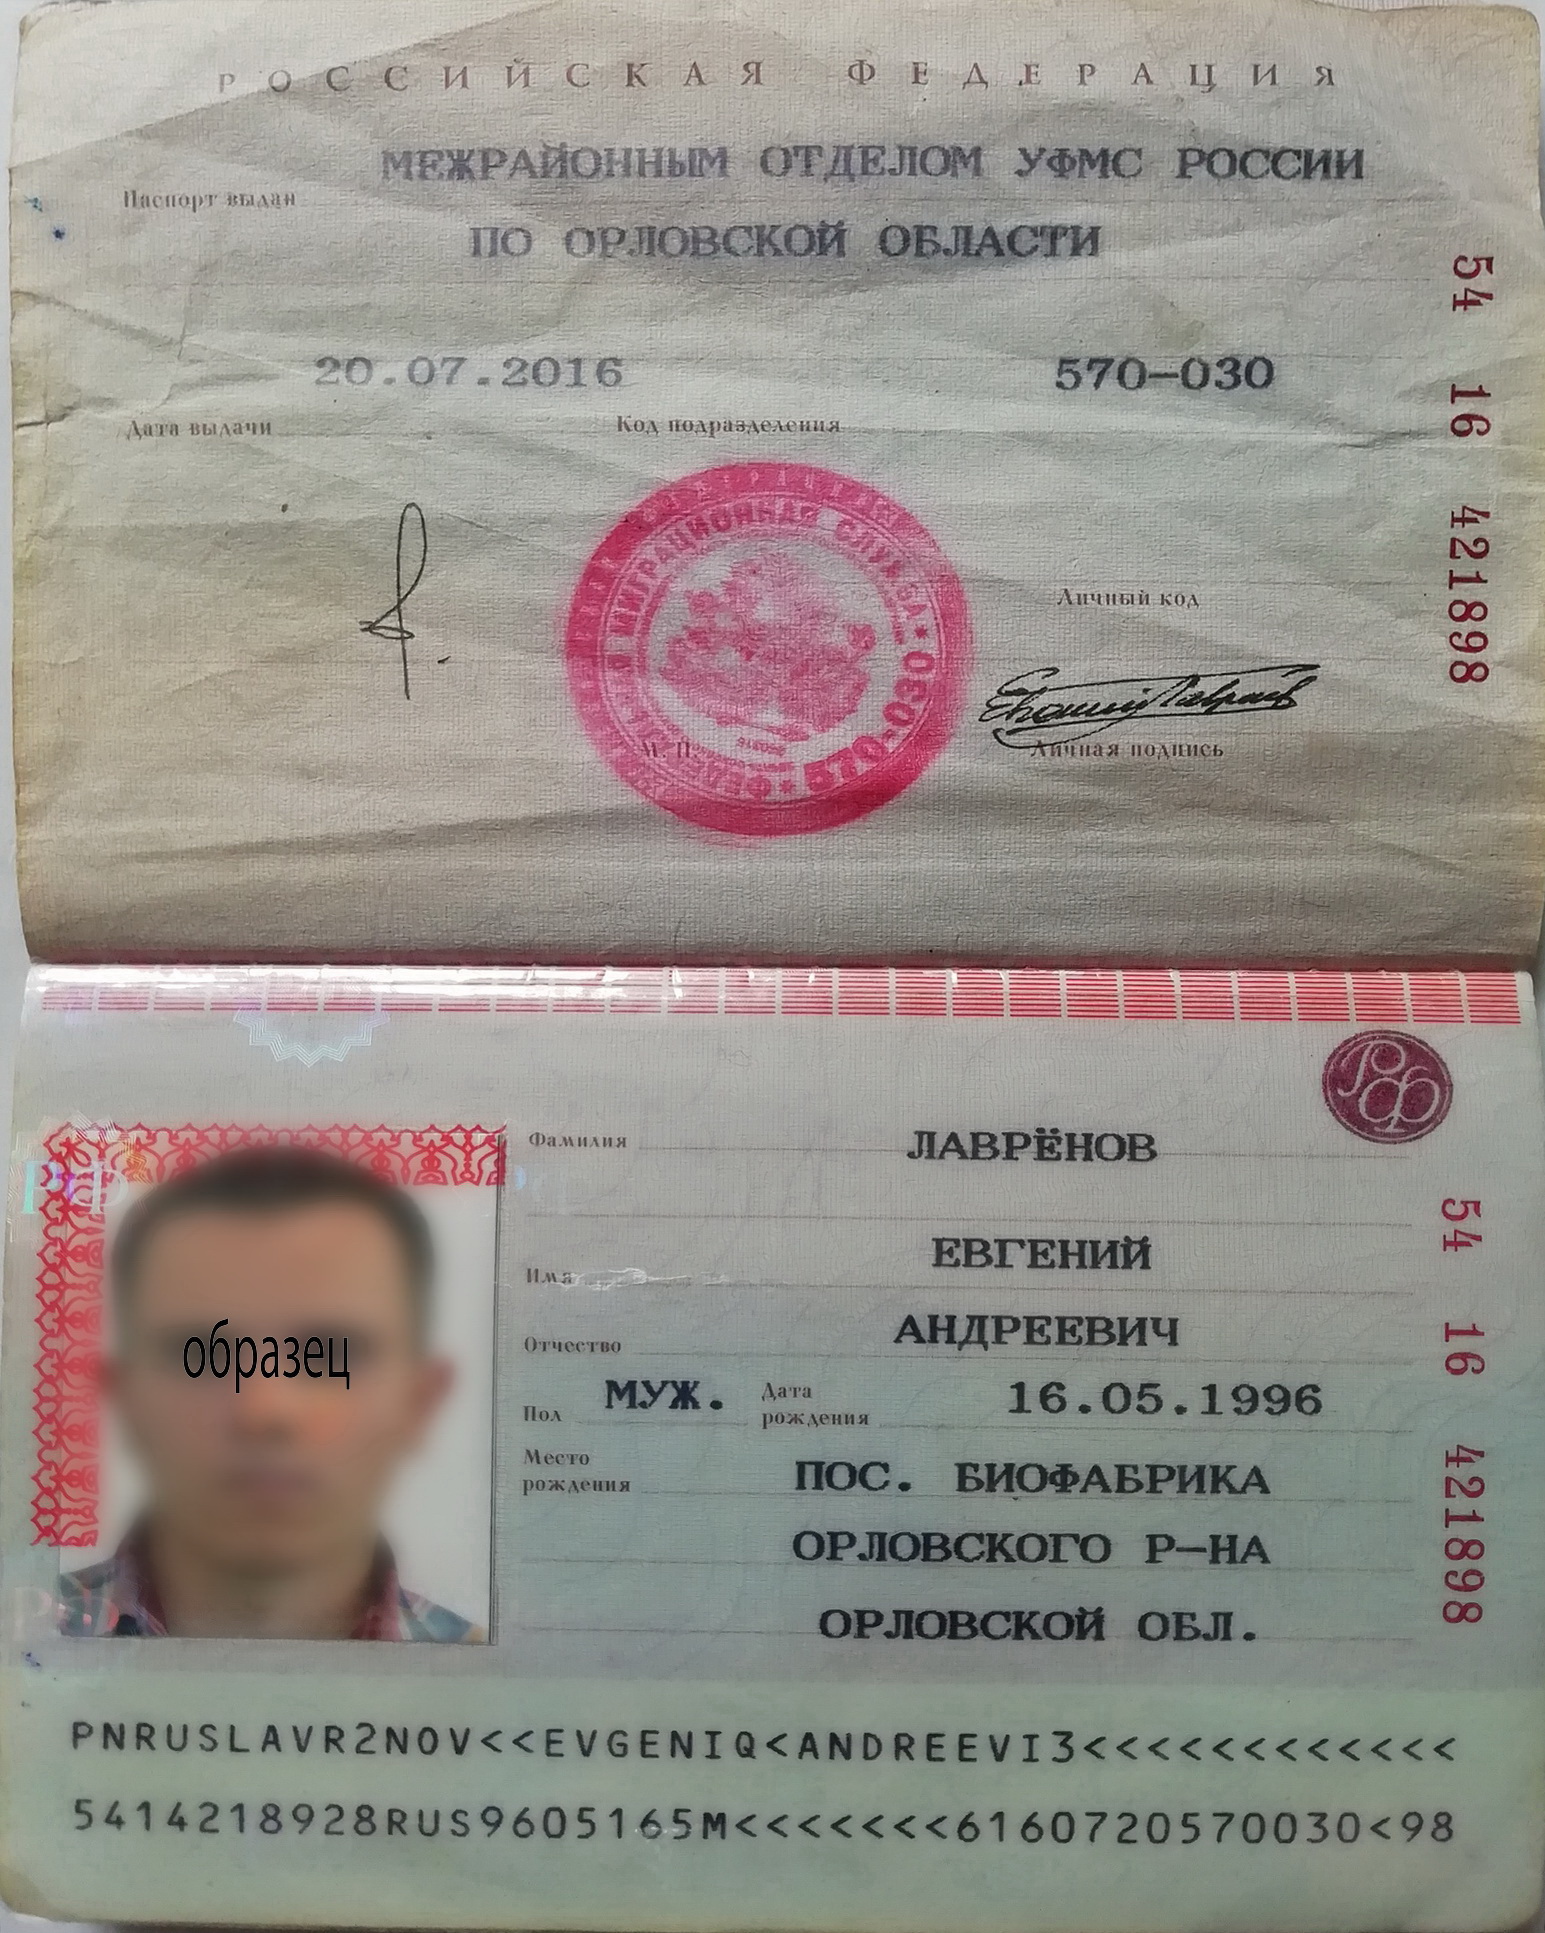 РОССИЙСКАЯ ФЕДЕРАЦИЯ
Паспорт выдан МЕЖРАЙОННЫМ ОТДЕЛОМ УФМС РОССИИ
ПО ОРЛОВСКОЙ ОБЛАСТИ
20.07.2016 570-030
Дата выдачи Код подразделения
54 16 421898
МИГРАЦИОННАЯ СЛУЖБА
570-030
Личный код
М. П.
Личная подпись
РФ
Фамилия ЛАВРЁНОВ
Имя ЕВГЕНИЙ
Отчество АНДРЕЕВИЧ
Пол МУЖ. Дата рождения 16.05.1996
Место рождения ПОС. БИОФАБРИКА
ОРЛОВСКОГО Р-НА
ОРЛОВСКОЙ ОБЛ.
54 16 421898
образец
PNRUSLAVR2NOV<<EVGENIQ<ANDREEVI3<<<<<<<<<<<<
5414218928RUS9605165M<<<<<<<6160720570030<98